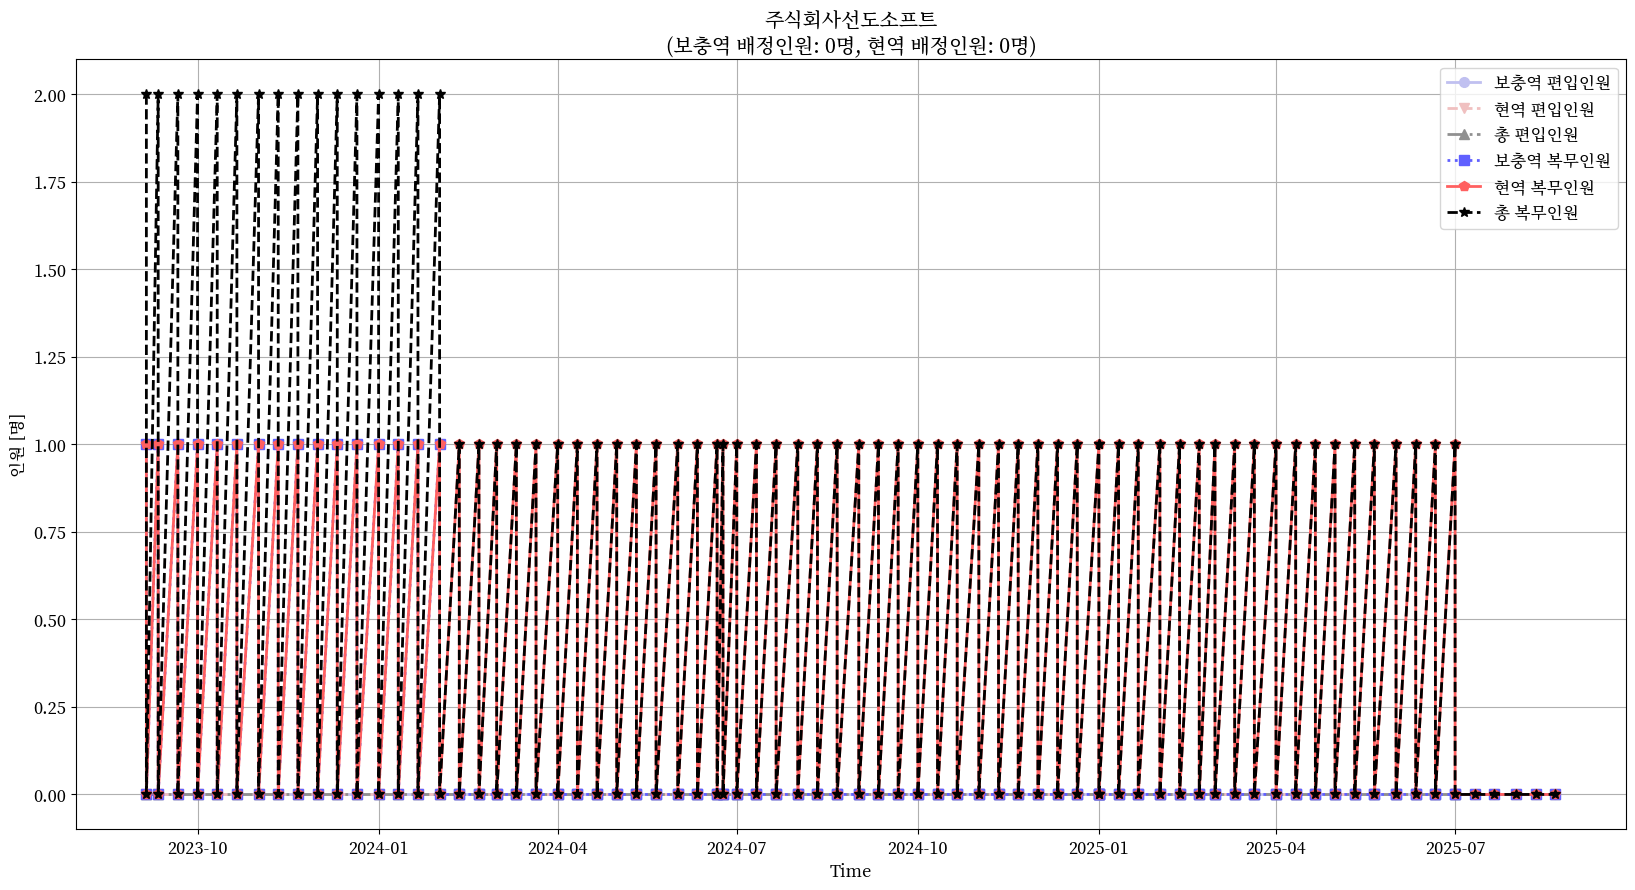 주식회사선도소프트
(보충역 배정인원: 0명, 현역 배정인원: 0명)
보충역 편입인원
현역 편입인원
총 편입인원
보충역 복무인원
현역 복무인원
총 복무인원
인원 [명]
2.00
1.75
1.50
1.25
1.00
0.75
0.50
0.25
0.00
2023-10
2024-01
2024-04
2024-07
2024-10
2025-01
2025-04
2025-07
Time